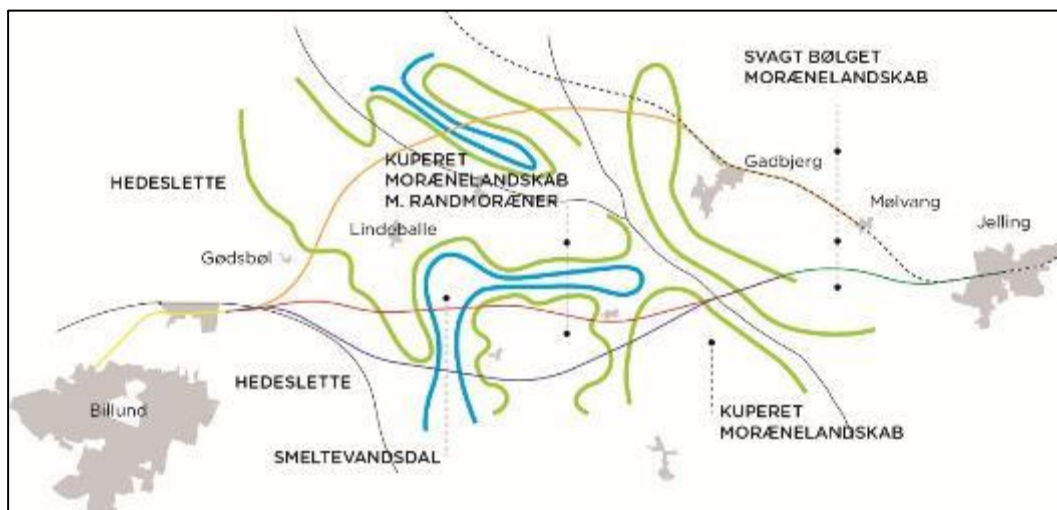 SVAGT BØLGET
MORÆNELANDSKAB
KUPERET
MORÆNELANDSKAB
M. RANDMORÆNER
Gadbjerg
HEDESLETTE
Mølvang
Lindeballe
Jelling
Gødsbøl
HEDESLETTE
Billund
KUPERET
MORÆNELANDSKAB
SMELTEVANDSDAL